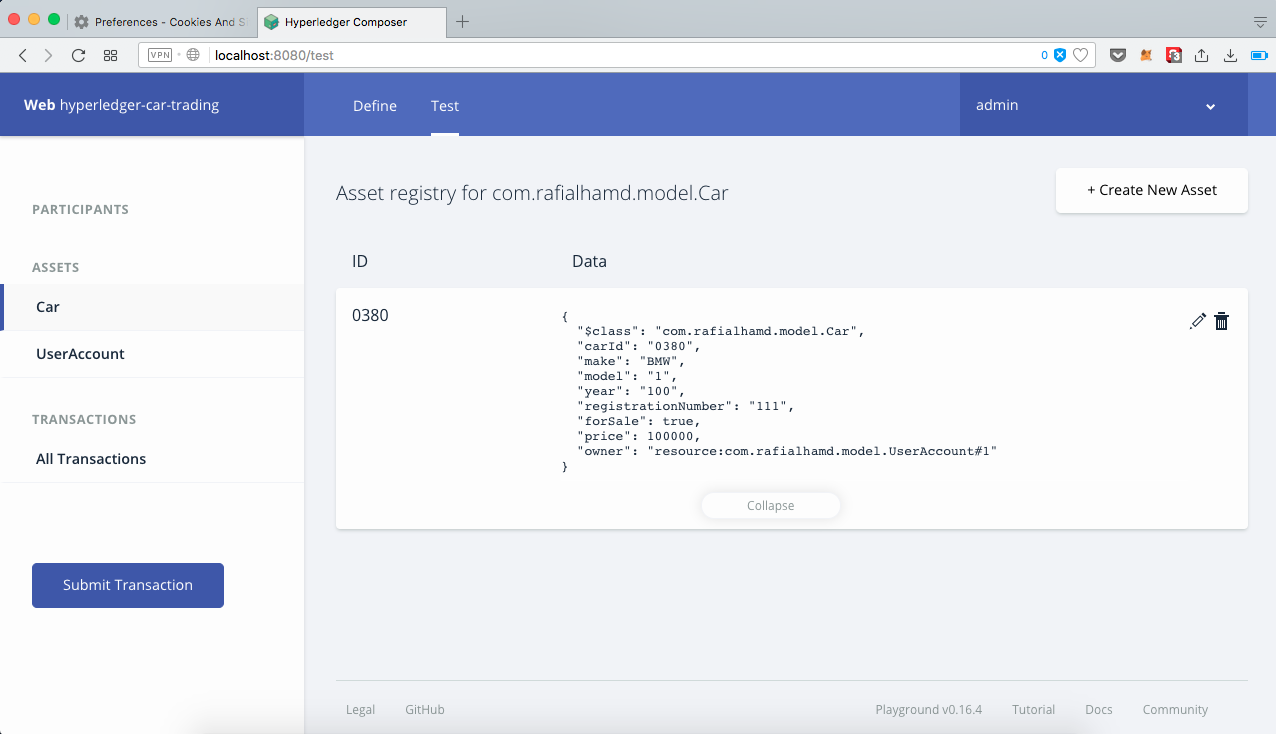 Preferences - Cookies And S
Hyperledger Composer
VPN
localhost:8080/test
0
Web hyperledger-car-trading
Define
Test
admin
PARTICIPANTS
ASSETS
Car
UserAccount
TRANSACTIONS
All Transactions
Submit Transaction
Asset registry for com.rafialhamd.model.Car
+ Create New Asset
ID
Data
0380
{
"$class": "com.rafialhamd.model.Car",
"carId": "0380",
"make": "BMW",
"model": "1",
"year": "100",
"registrationNumber": "111",
"forSale": true,
"price": 100000,
"owner": "resource:com.rafialhamd.model.UserAccount#1"
}
Collapse
Legal
GitHub
Playground v0.16.4
Tutorial
Docs
Community